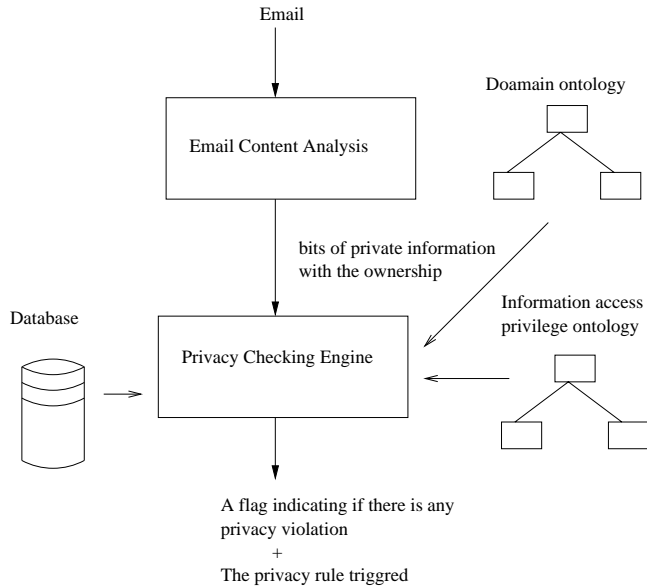 Email
Doamain ontology
Email Content Analysis
bits of private information
with the ownership
Information access
privilege ontology
Database
Privacy Checking Engine
A flag indicating if there is any
privacy violation
+
The privacy rule triggred